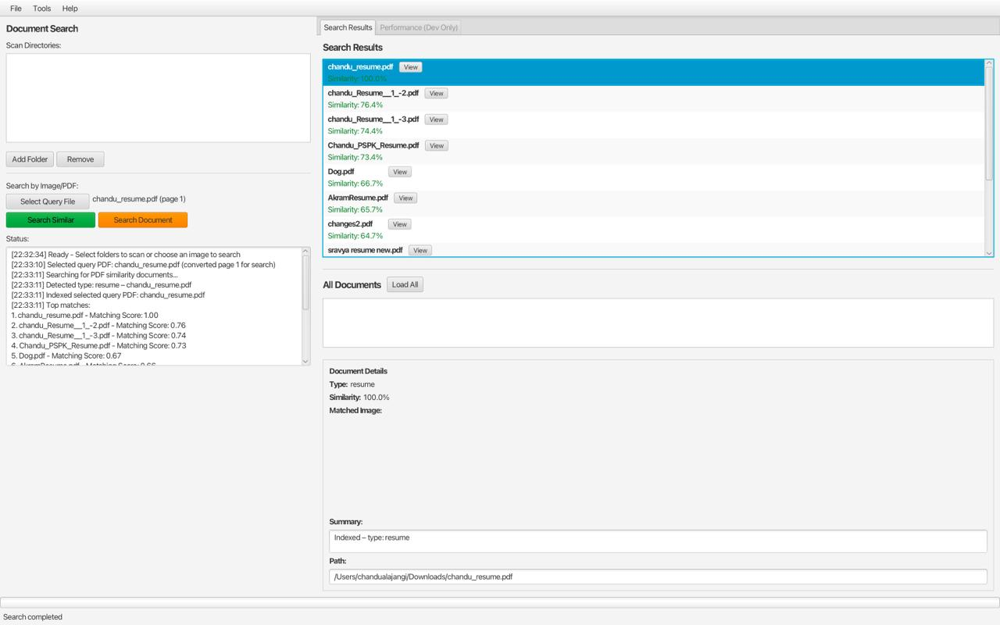 File Tools Help
Document Search
Scan Directories:
Add Folder Remove
Search by Image/PDF:
Select Query File chandu_resume.pdf (page 1)
Search Similar Search Document
Status:
[22:32:34] Ready - Select folders to scan or choose an image to search
[22:33:10] Selected query PDF: chandu_resume.pdf (converted page 1 for search)
[22:33:11] Searching for PDF similarity documents...
[22:33:11] Detected type: resume – chandu_resume.pdf
[22:33:11] Indexed selected query PDF: chandu_resume.pdf
[22:33:11] Top matches:
1. chandu_resume.pdf - Matching Score: 1.00
2. chandu_Resume__1_-2.pdf - Matching Score: 0.76
3. chandu_Resume__1_-3.pdf - Matching Score: 0.74
4. Chandu_PSPK_Resume.pdf - Matching Score: 0.73
5. Dog.pdf - Matching Score: 0.67
6. AkramResume.pdf - Matching Score: 0.66
Search Results Performance (Dev Only)
Search Results
chandu_resume.pdf View
Similarity: 100.0%
chandu_Resume__1_-2.pdf View
Similarity: 76.4%
chandu_Resume__1_-3.pdf View
Similarity: 74.4%
Chandu_PSPK_Resume.pdf View
Similarity: 73.4%
Dog.pdf View
Similarity: 66.7%
AkramResume.pdf View
Similarity: 65.7%
changes2.pdf View
Similarity: 64.7%
sravya resume new.pdf View
All Documents Load All
Document Details
Type: resume
Similarity: 100.0%
Matched Image:
Summary:
Indexed – type: resume
Path:
/Users/chandualajangi/Downloads/chandu_resume.pdf
Search completed